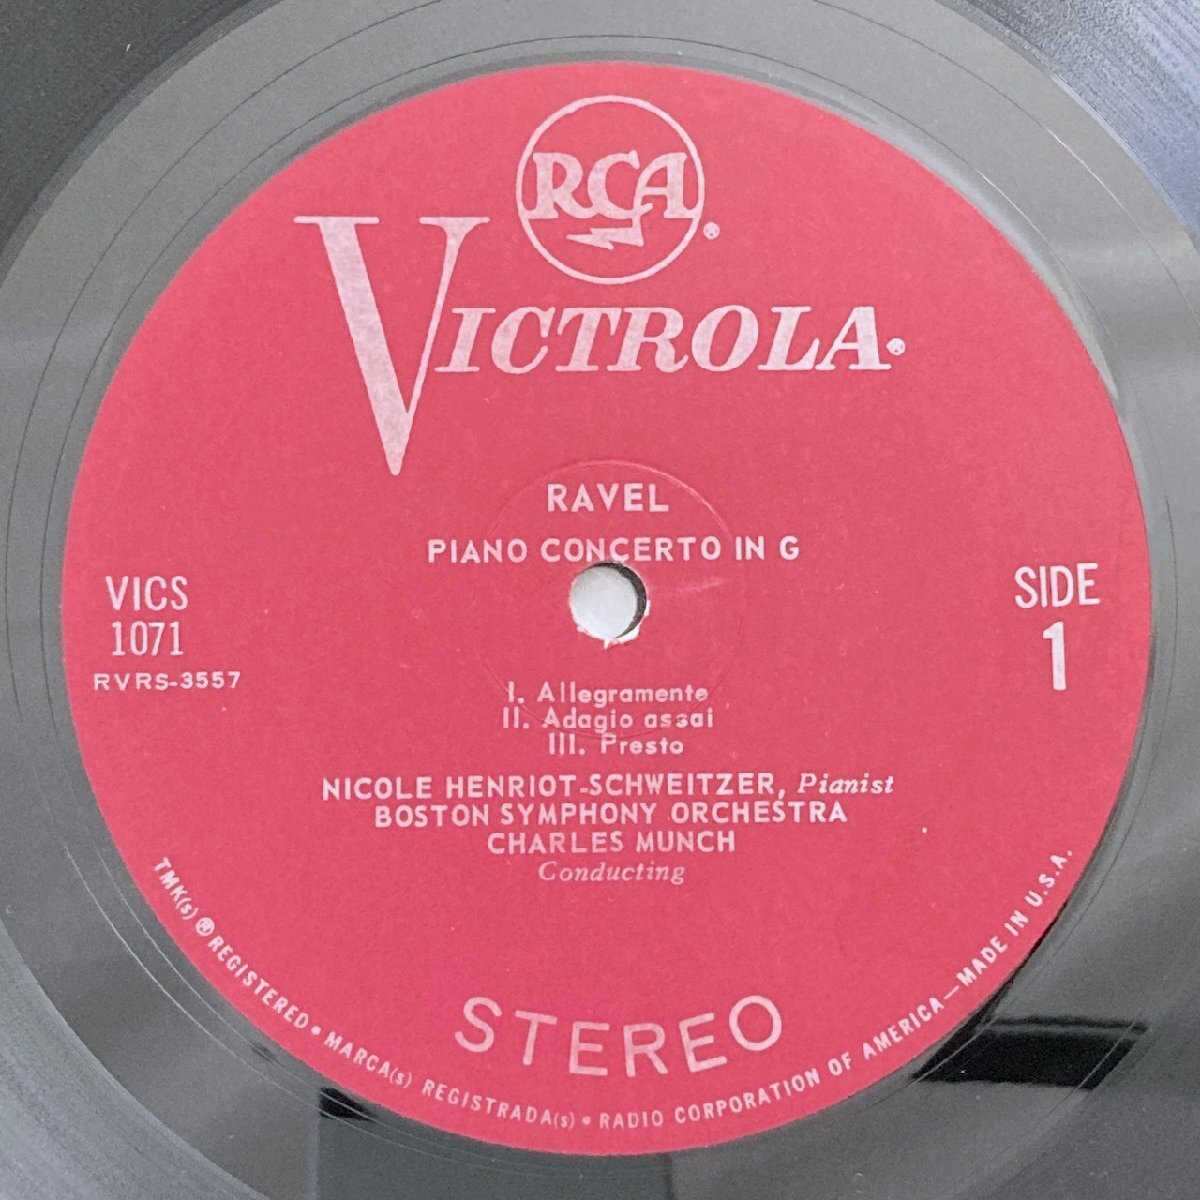 RCA®
VICTROLA®
RAVEL
PIANO CONCERTO IN G
VICS
1071
RVRS-3557
SIDE
1
I. Allegramente
II. Adagio assai
III. Presto
NICOLE HENRIOT-SCHWEITZER, Pianist
BOSTON SYMPHONY ORCHESTRA
CHARLES MUNCH
Conducting
STEREO
TMK(s) ® REGISTERED • MARCA(s) REGISTRADA(s) • RADIO CORPORATION OF AMERICA—MADE IN U.S.A.